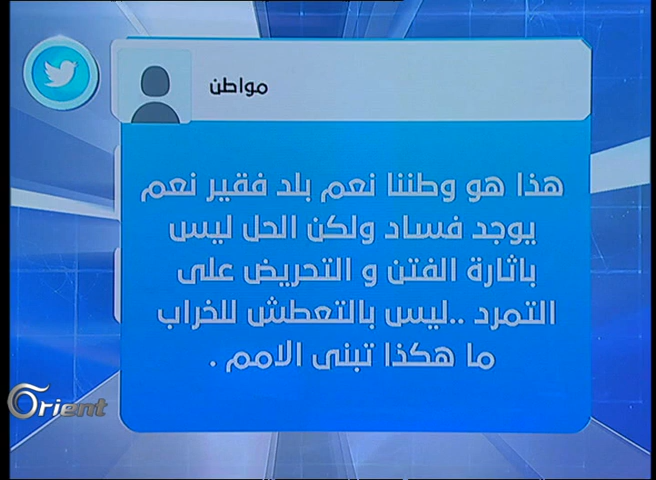 مواطن
هذا هو وطننا نعم بلد فقير نعم
يوجد فساد ولكن الحل ليس
باثارة الفتن و التحريض على
التمرد ..ليس بالتعطش للخراب
ما هكذا تبنى الامم .
Orient